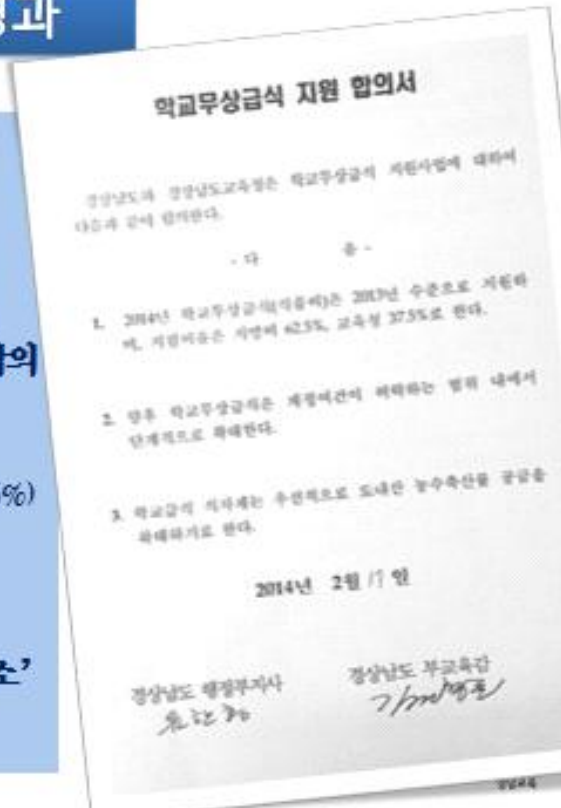 과
합의
%)
소’
학교무상급식 지원 합의서
경상남도와 경상남도교육청은 학교무상급식 지원사업에 대하여
다음과 같이 합의한다.
- 다 음 -
1. 2014년 학교무상급식(식품비)은 2013년 수준으로 지원하
며, 지원비율은 지방비 62.5%, 교육청 37.5%로 한다.
2. 향후 학교무상급식은 재정여건이 허락하는 범위 내에서
단계적으로 확대한다.
3. 학교급식 식자재는 우선적으로 도내산 농수축산물 공급을
확대하기로 한다.
2014년 2월 17일
경상남도 행정부지사
경상남도 부교육감